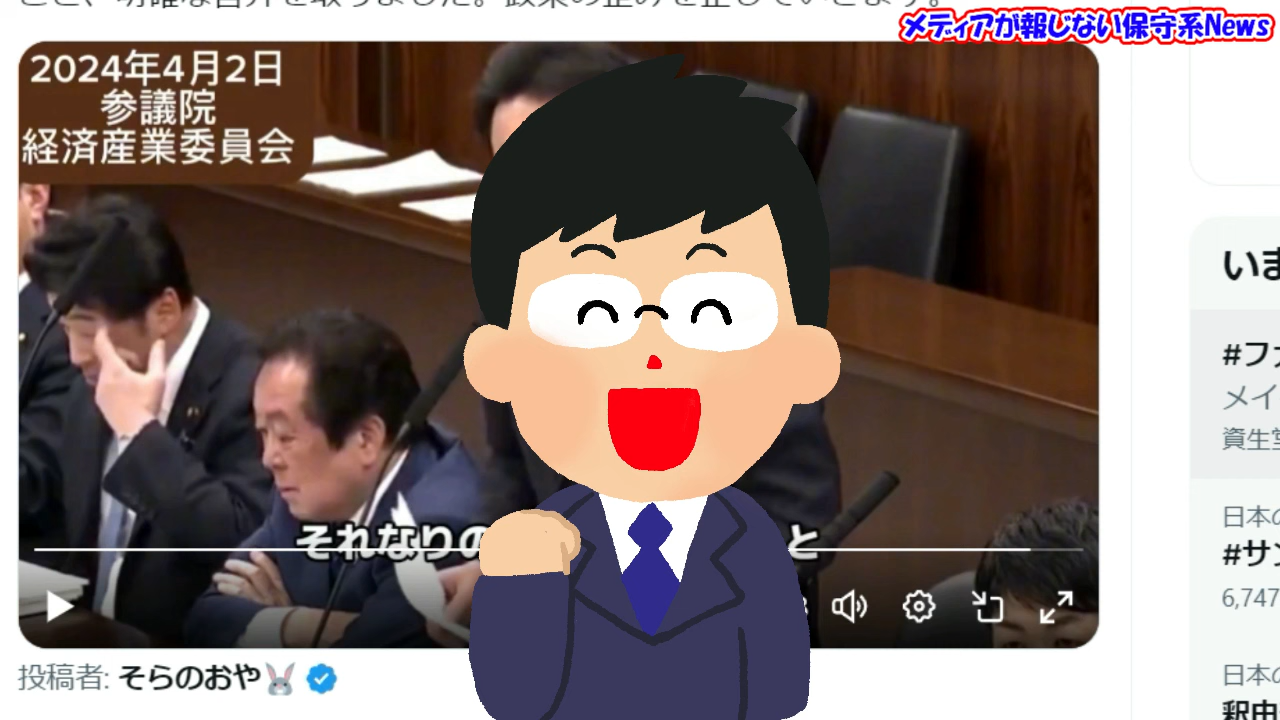 メディアが報じない保守系News
2024年4月2日
参議院
経済産業委員会
それなりの
と
投稿者: そらのおや
いま
#フ
メイ
資生堂
日本の
#サン
6,747
日本の
釈由